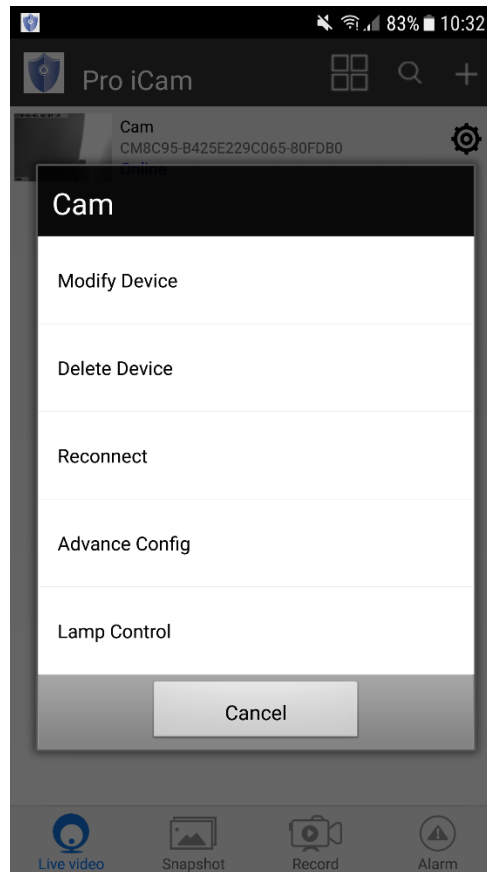 83% 10:32
Pro iCam
Cam
CM8C95-B425E229C065-80FDB0
Online
Cam
Modify Device
Delete Device
Reconnect
Advance Config
Lamp Control
Cancel
Live video Snapshot Record Alarm